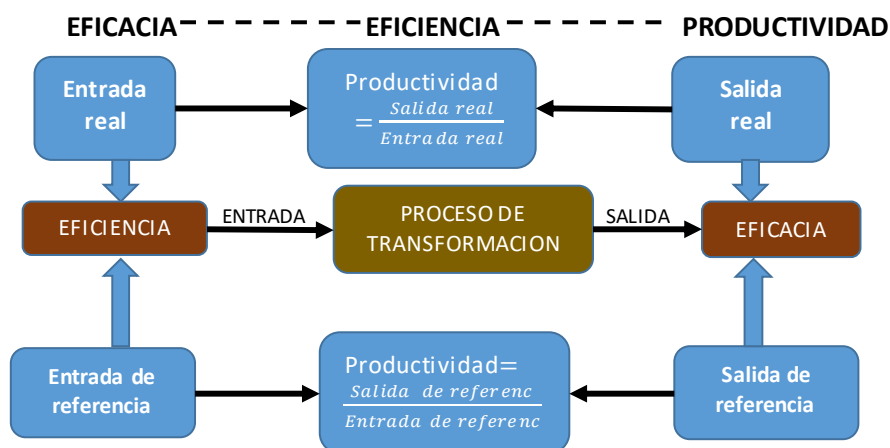 EFICACIA EFICIENCIA PRODUCTIVIDAD
Entrada
real
Productividad
= Salida real
Entrada real
Salida
real
EFICIENCIA
ENTRADA
PROCESO DE
TRANSFORMACION
SALIDA
EFICACIA
Entrada de
referencia
Productividad=
Salida de referenc
Entrada de referenc
Salida de
referencia